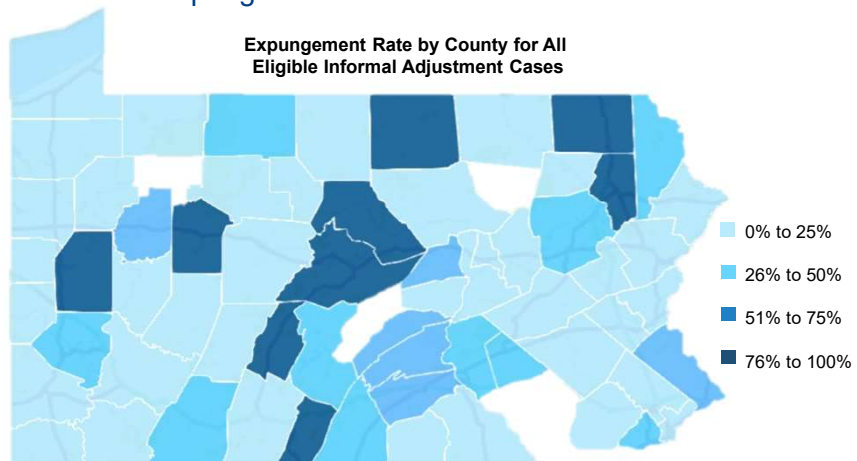 Expungement Rate by County for All
Eligible Informal Adjustment Cases
0% to 25%
26% to 50%
51% to 75%
76% to 100%